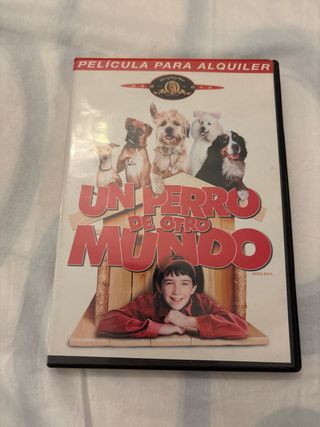 PELÍCULA PARA ALQUILER
UN PERRO
DE OTRO
MUNDO